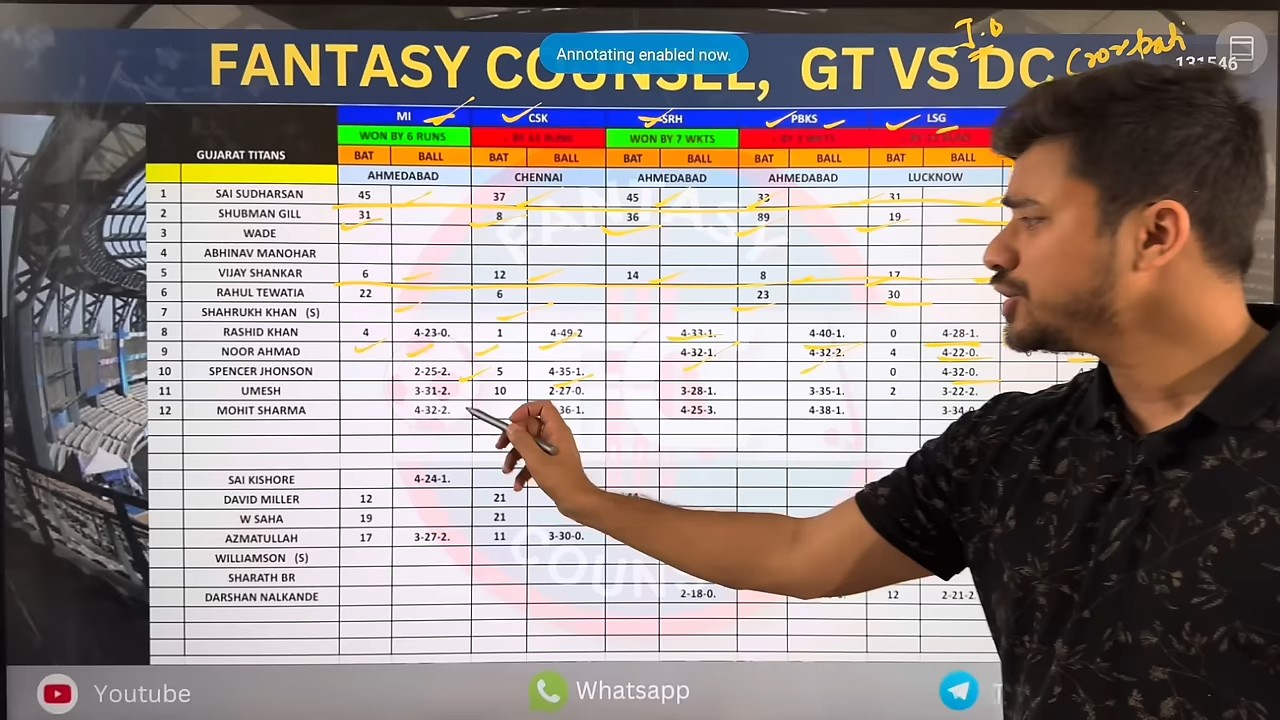 J.D
Annotating enabled now.
FANTASY COUNSEL, GT VS DC
131546
GUJARAT TITANS MI CSK SRH PBKS LSG
WON BY 6 RUNS WON BY 7 WKTS
BAT BALL BAT BALL BAT BALL BAT BALL BAT BALL
AHMEDABAD CHENNAI AHMEDABAD AHMEDABAD LUCKNOW
1 SAI SUDHARSAN 45 37 45 33 31
2 SHUBMAN GILL 31 8 36 89 19
3 WADE
4 ABHINAV MANOHAR
5 VIJAY SHANKAR 6 12 14 8 17
6 RAHUL TEWATIA 22 6 23 30
7 SHAHRUKH KHAN (S)
8 RASHID KHAN 4 4-23-0. 1 4-49 2 4-33-1. 4-40-1. 0 4-28-1.
9 NOOR AHMAD 4-32-1. 4-32-2. 4 4-22-0.
10 SPENCER JHONSON 2-25-2. 5 4-35-1. 0 4-32-0.
11 UMESH 3-31-2. 10 2-27-0. 3-28-1. 3-35-1. 2 3-22-2.
12 MOHIT SHARMA 4-32-2. 36-1. 4-25-3. 4-38-1. 3-34
SAI KISHORE 4-24-1.
DAVID MILLER 12 21
W SAHA 19 21
AZMATULLAH 17 3-27-2. 11 3-30-0.
WILLIAMSON (S)
SHARATH BR
DARSHAN NALKANDE 2-18-0. 12 2-21-2
FANTASY
COUN
Youtube Whatsapp T